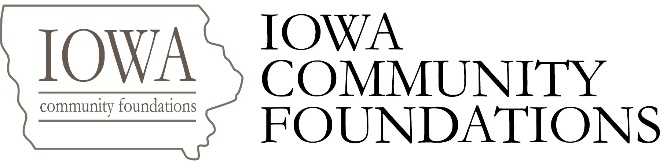 IOWA
community foundations
IOWA
COMMUNITY
FOUNDATIONS